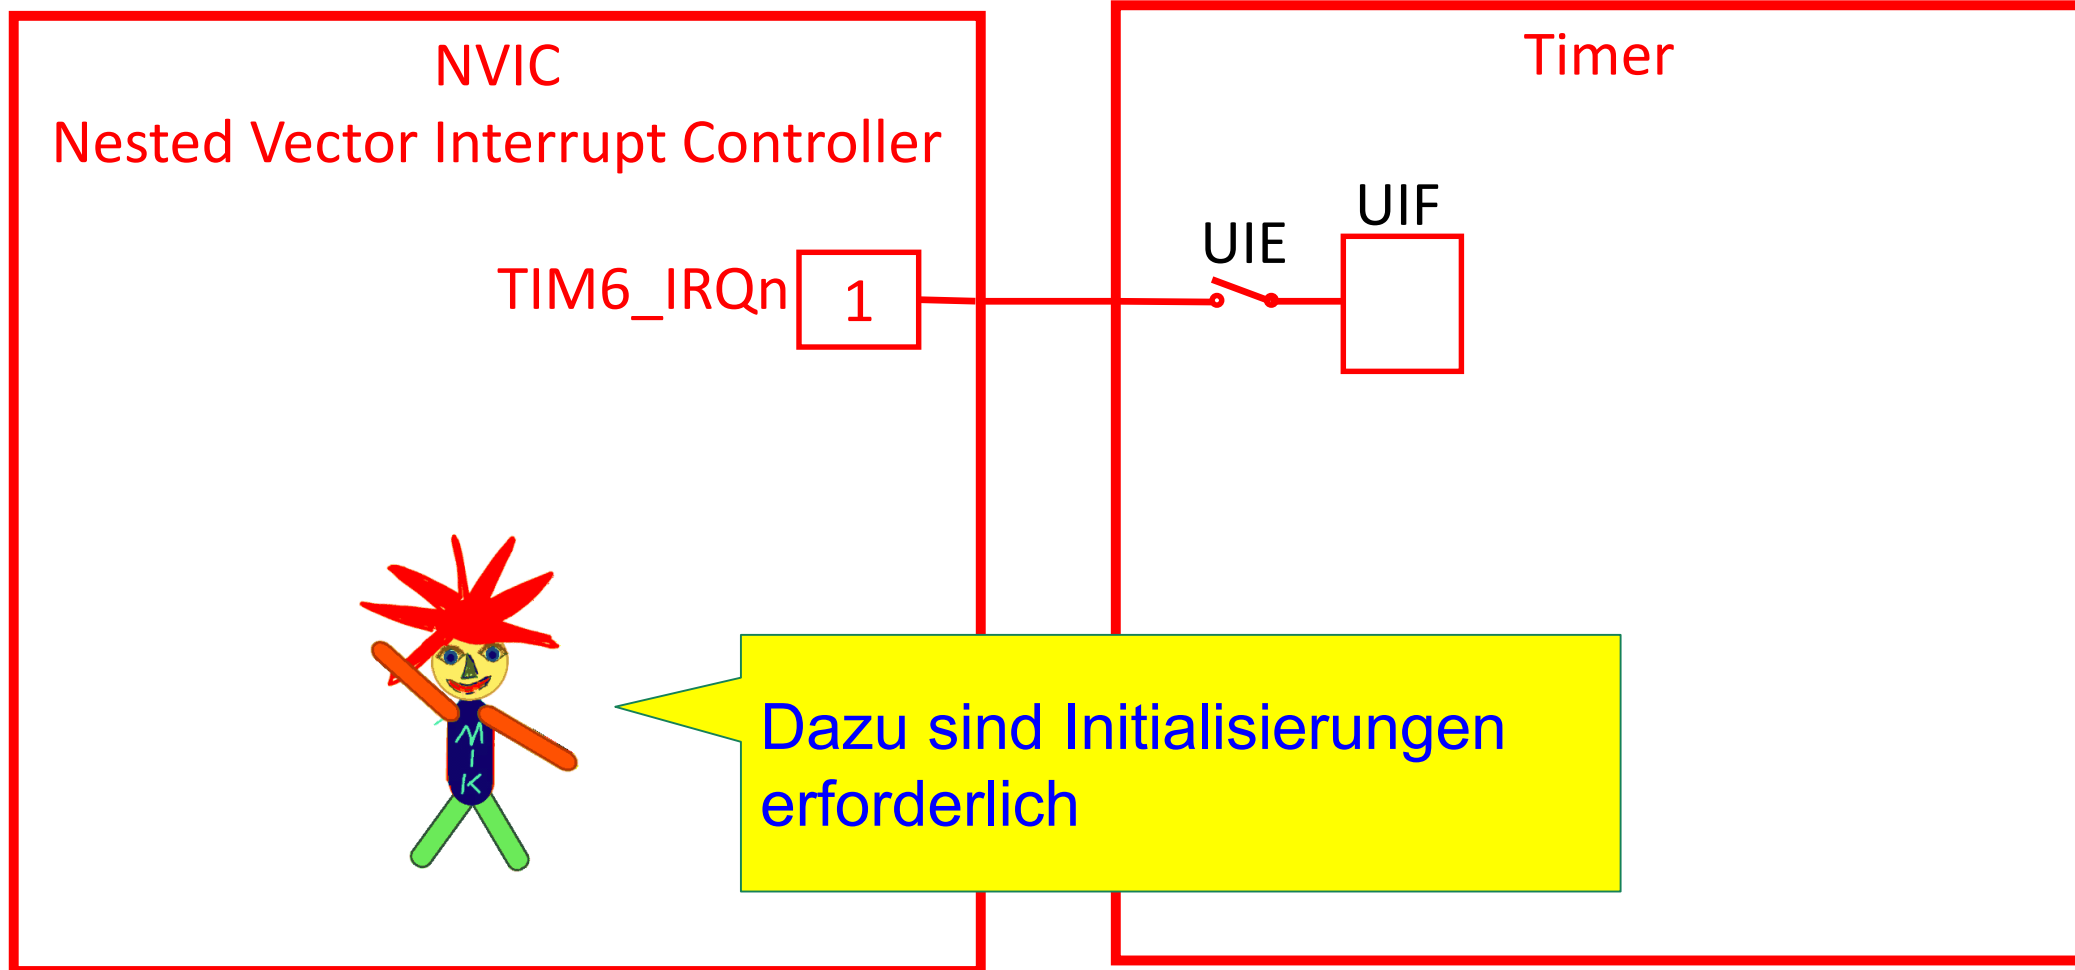 NVIC
Nested Vector Interrupt Controller
Timer
UIF
UIE
TIM6_IRQn
1
MIK
Dazu sind Initialisierungen
erforderlich